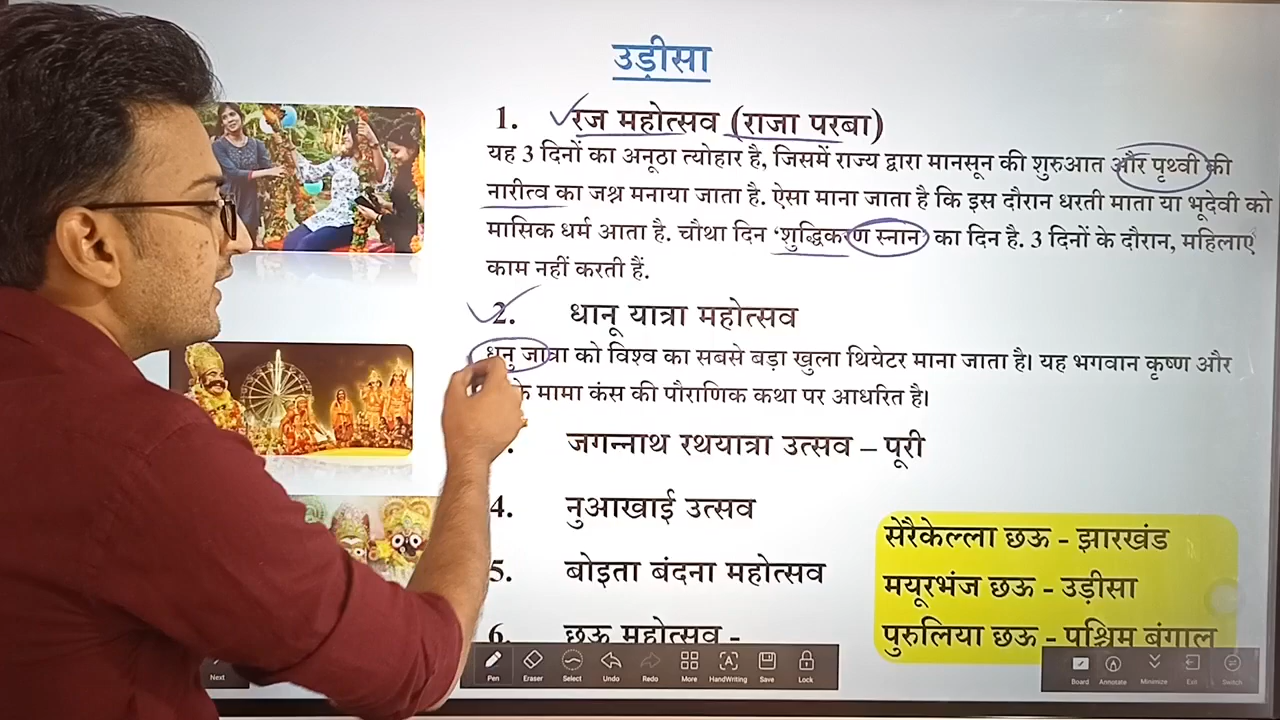 उड़ीसा
1. रज महोत्सव (राजा परबा)
यह 3 दिनों का अनूठा त्योहार है, जिसमें राज्य द्वारा मानसून की शुरुआत और पृथ्वी की
नारीत्व का जश्न मनाया जाता है. ऐसा माना जाता है कि इस दौरान धरती माता या भूदेवी को
मासिक धर्म आता है. चौथा दिन ‘शुद्धिकरण स्नान’ का दिन है. 3 दिनों के दौरान, महिलाएं
काम नहीं करती हैं.
2. धानू यात्रा महोत्सव
धनु जात्रा को विश्व का सबसे बड़ा खुला थियेटर माना जाता है। यह भगवान कृष्ण और
के मामा कंस की पौराणिक कथा पर आधरित है।
जगन्नाथ रथयात्रा उत्सव – पूरी
4. नुआखाई उत्सव
5. बोइता बंदना महोत्सव
6. छऊ महोत्सव -
सेरैकेल्ला छऊ - झारखंड
मयूरभंज छऊ - उड़ीसा
पुरुलिया छऊ - पश्चिम बंगाल
Next
Pen Eraser Select Undo Redo More HandWriting Save Lock
Board Annotate Minimize Exit Switch